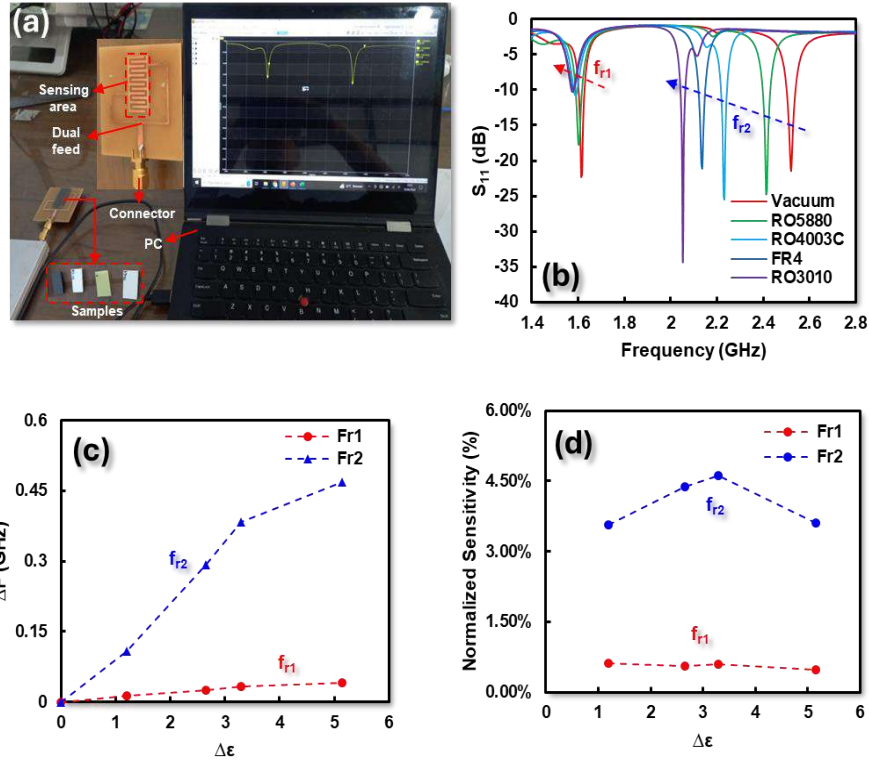 (a)
Sensing
area
Dual
feed
Connector
PC
Samples
S₁₁ (dB)
0
-5
-10
-15
-20
-25
-30
-35
-40
fr1
fr2
Vacuum
RO5880
RO4003C
FR4
RO3010
(b)
1.4 1.6 1.8 2 2.2 2.4 2.6 2.8
Frequency (GHz)
(c)
Fr1
Fr2
ΔF (GHz)
0.6
0.45
0.3
0.15
0
fr2
fr1
0 1 2 3 4 5 6
Δε
(d)
Fr1
Fr2
Normalized Sensitivity (%)
6.00%
4.50%
3.00%
1.50%
0.00%
fr2
fr1
0 1 2 3 4 5 6
Δε